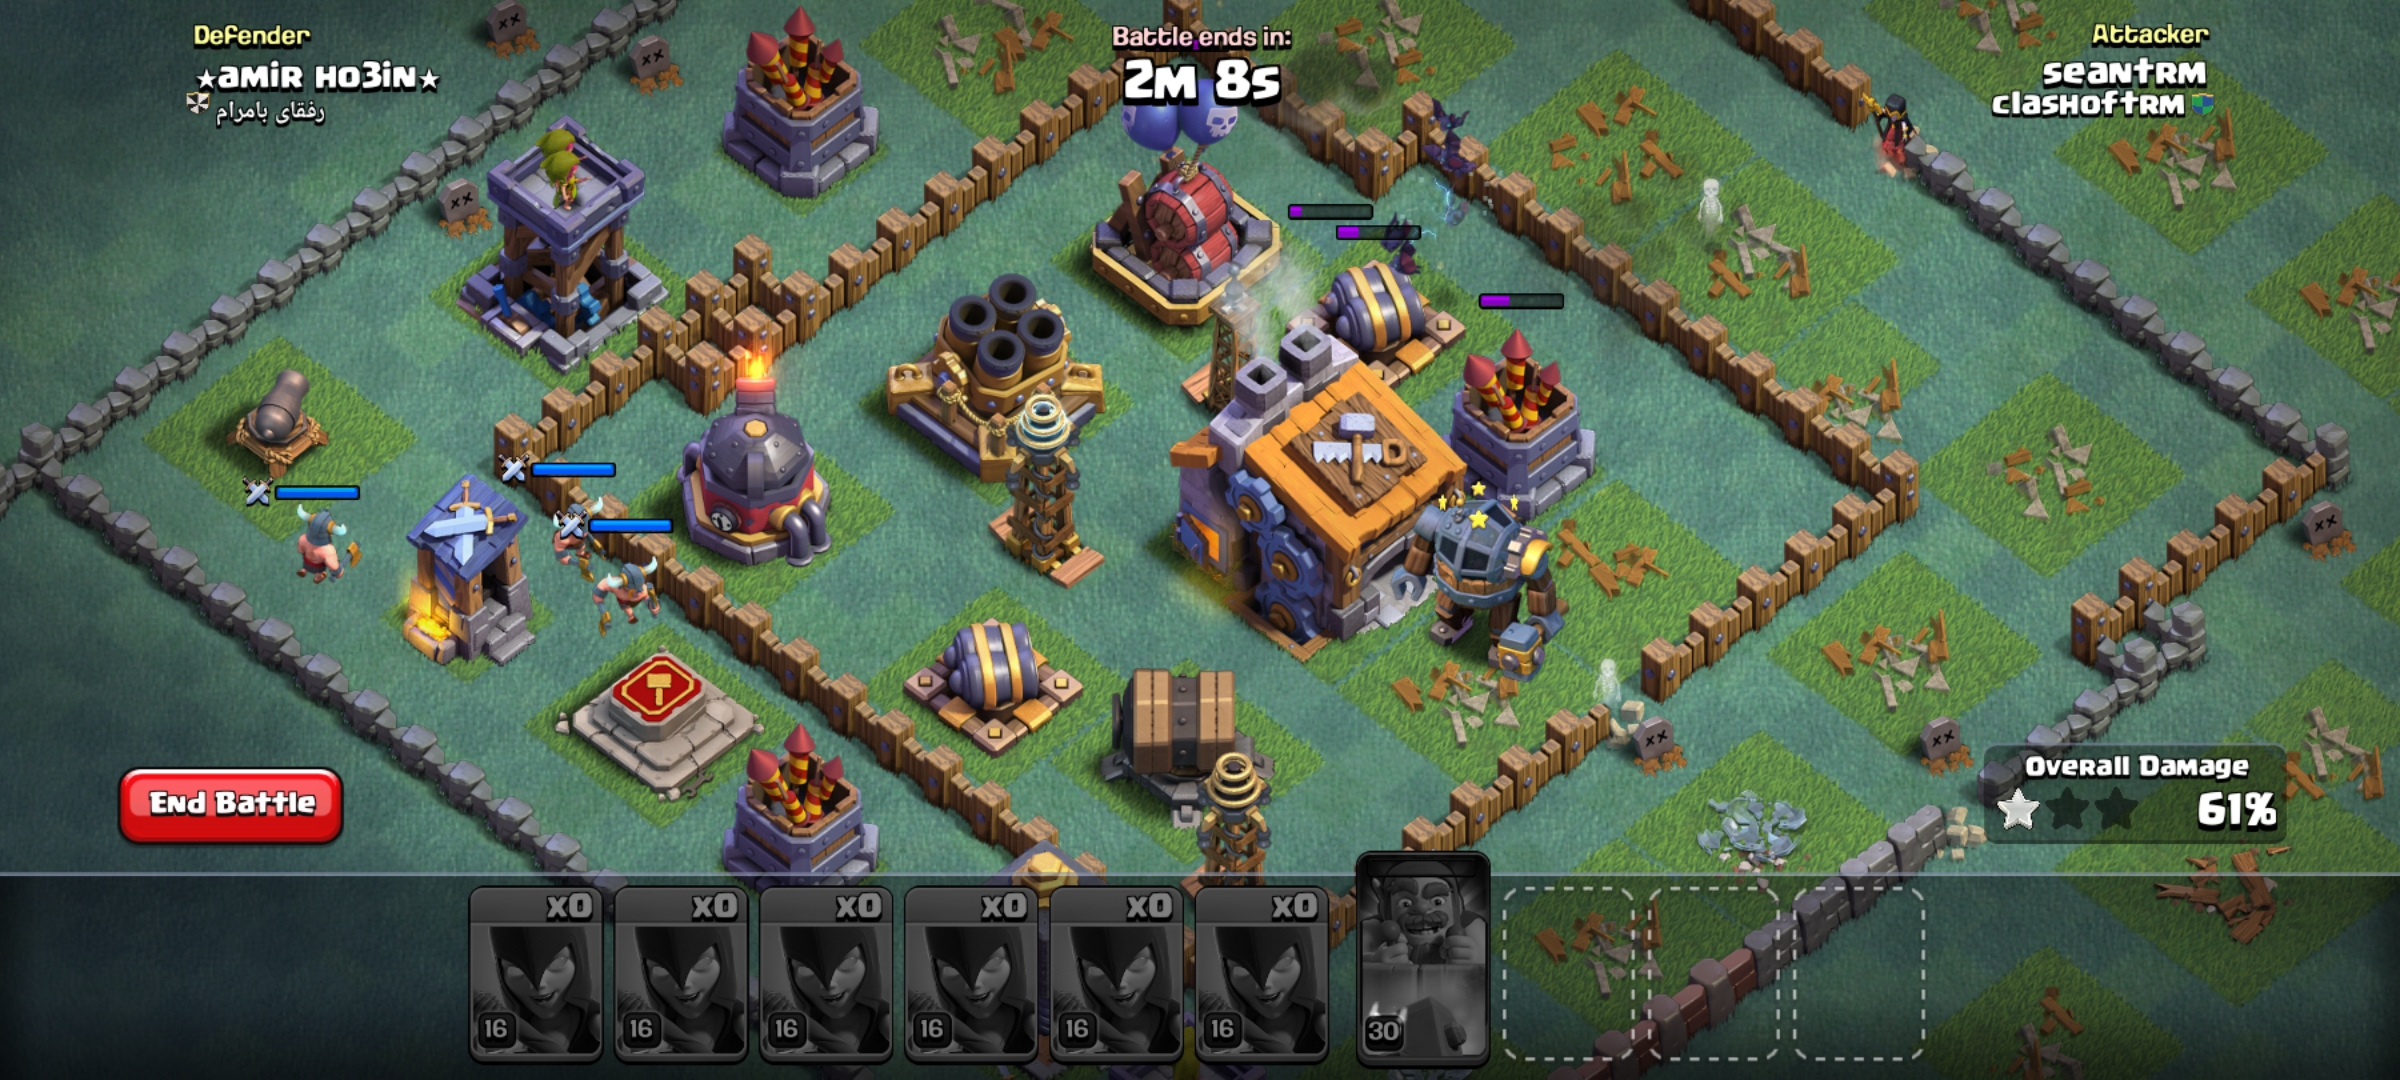 Defender
★aMiR HO3iN★
رفقای بامرام
Battle ends in:
2M 8s
Attacker
seantRM
clashoftRM
End Battle
Overall Damage
61%
x0
x0
x0
x0
x0
x0
16
16
16
16
16
16
30